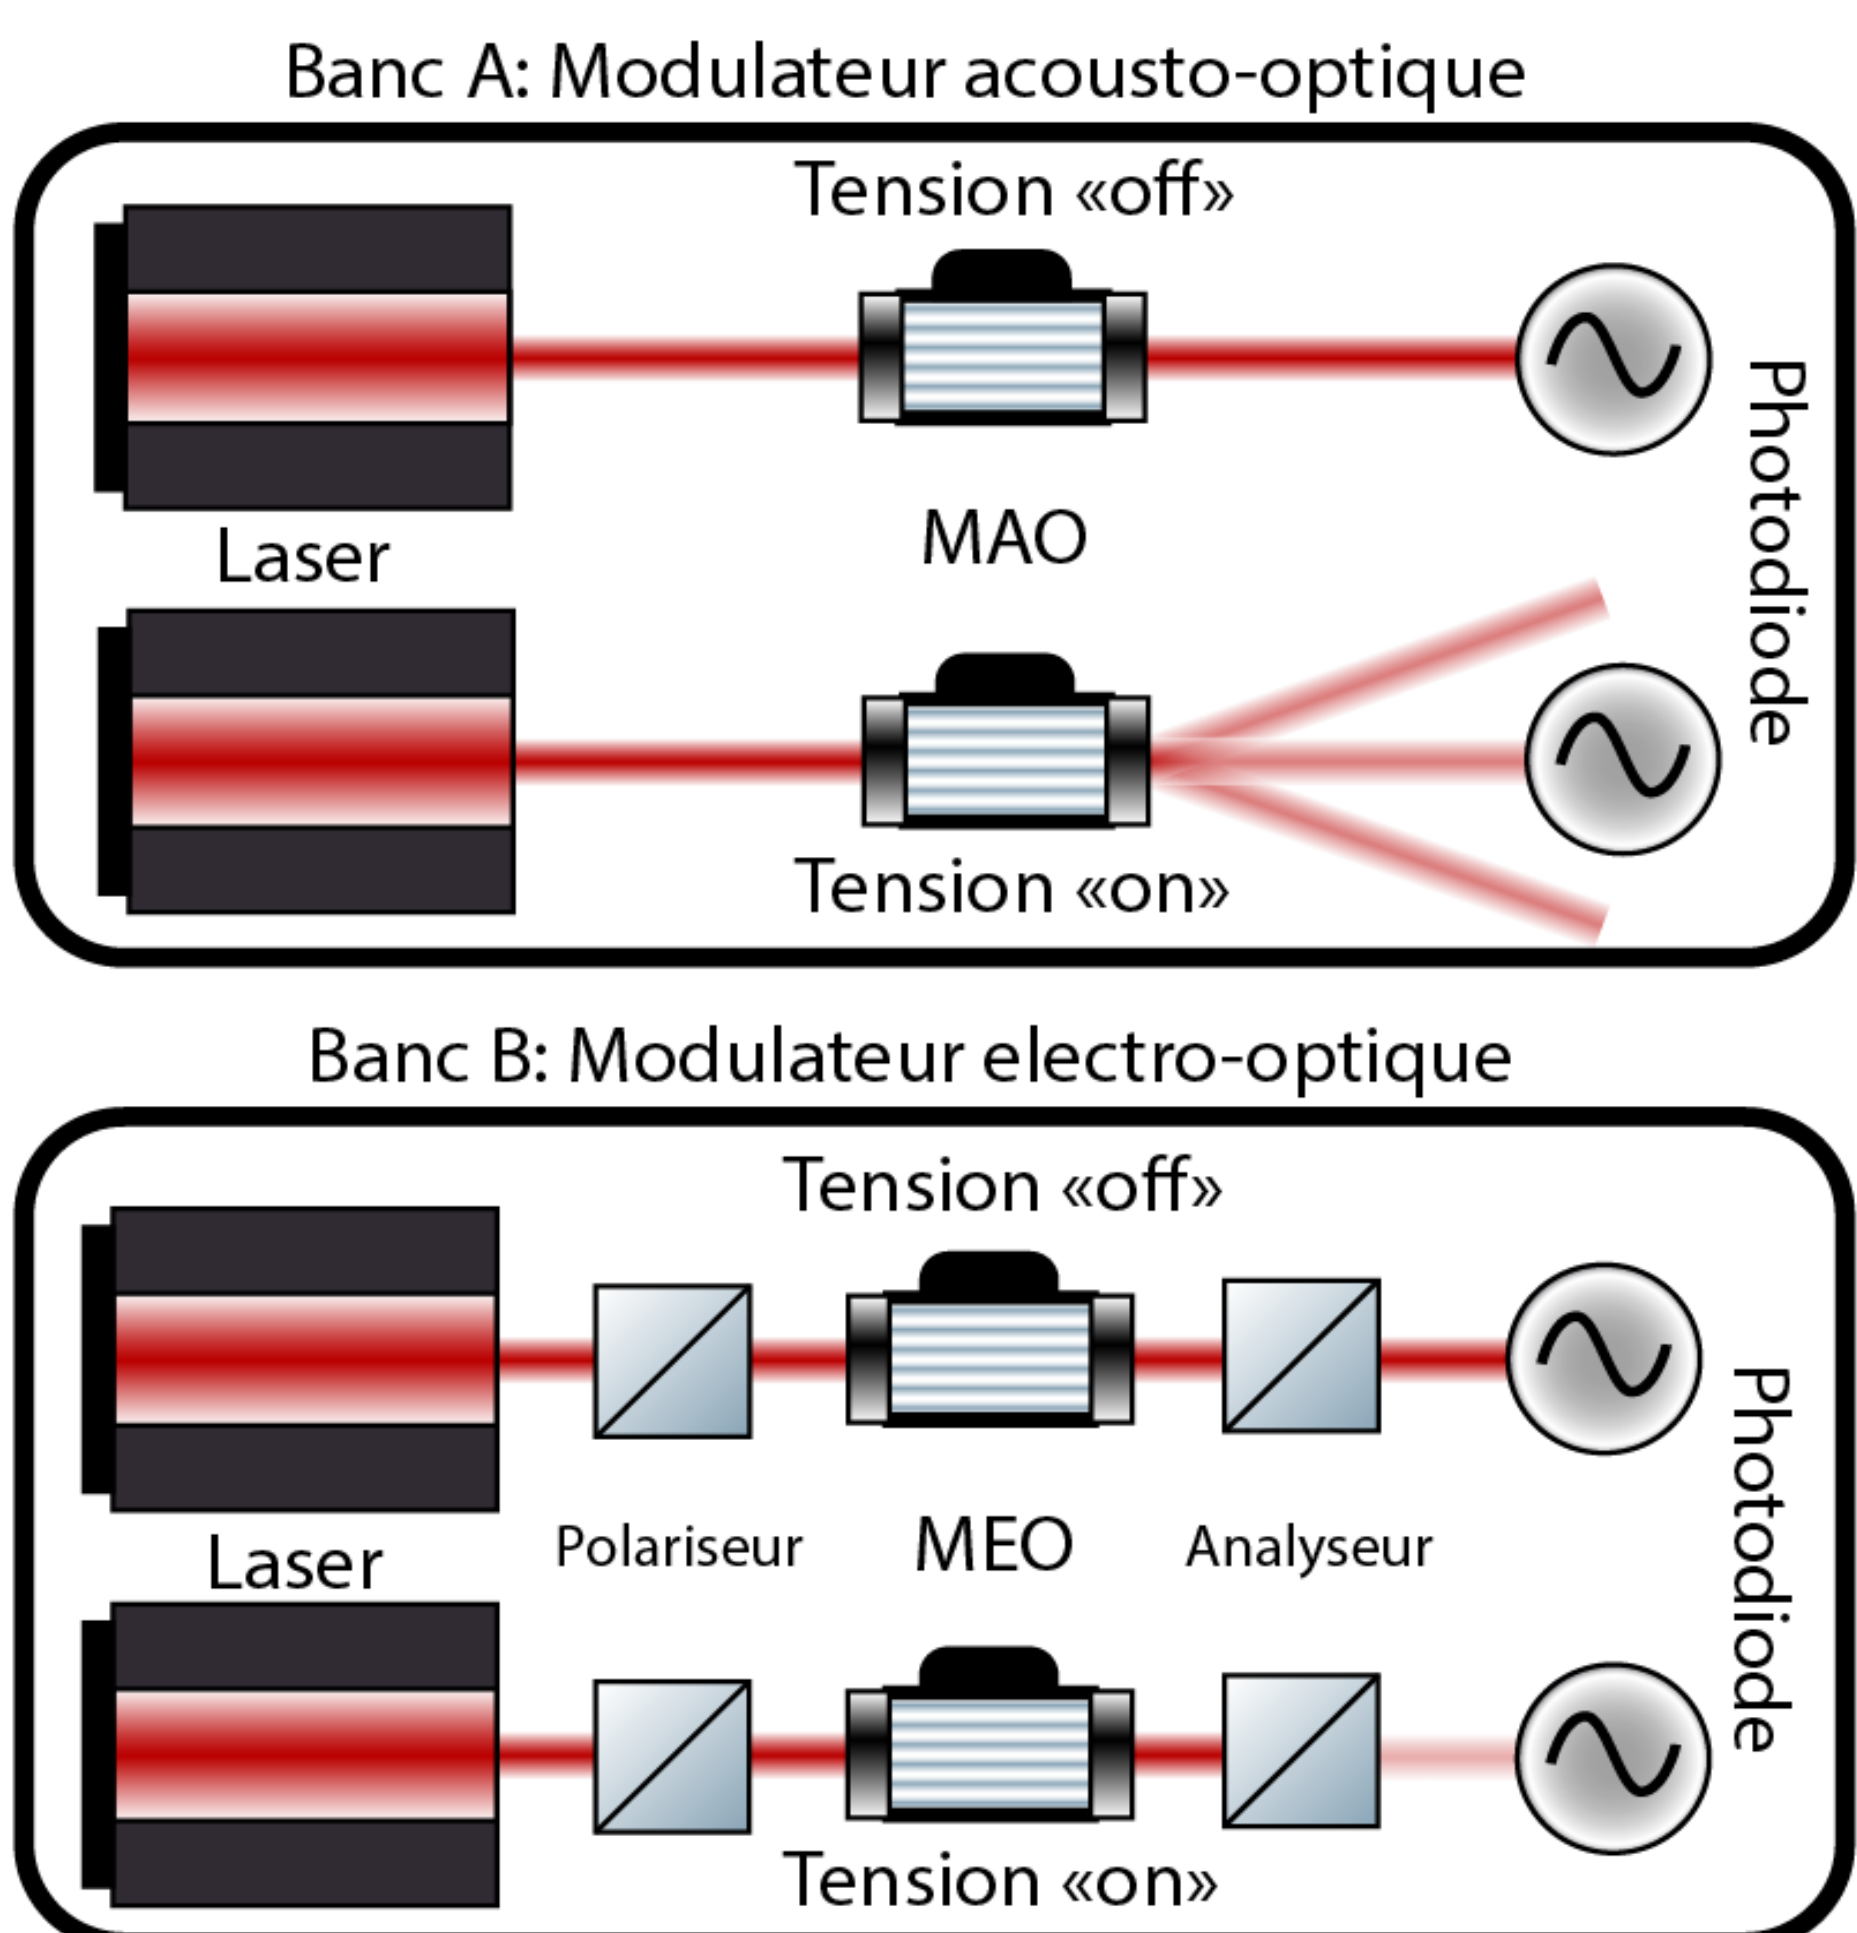 Banc A: Modulateur acousto-optique
Tension «off»
Laser
MAO
Photodiode
Tension «on»
Banc B: Modulateur electro-optique
Tension «off»
Laser
Polariseur
MEO
Analyseur
Photodiode
Tension «on»